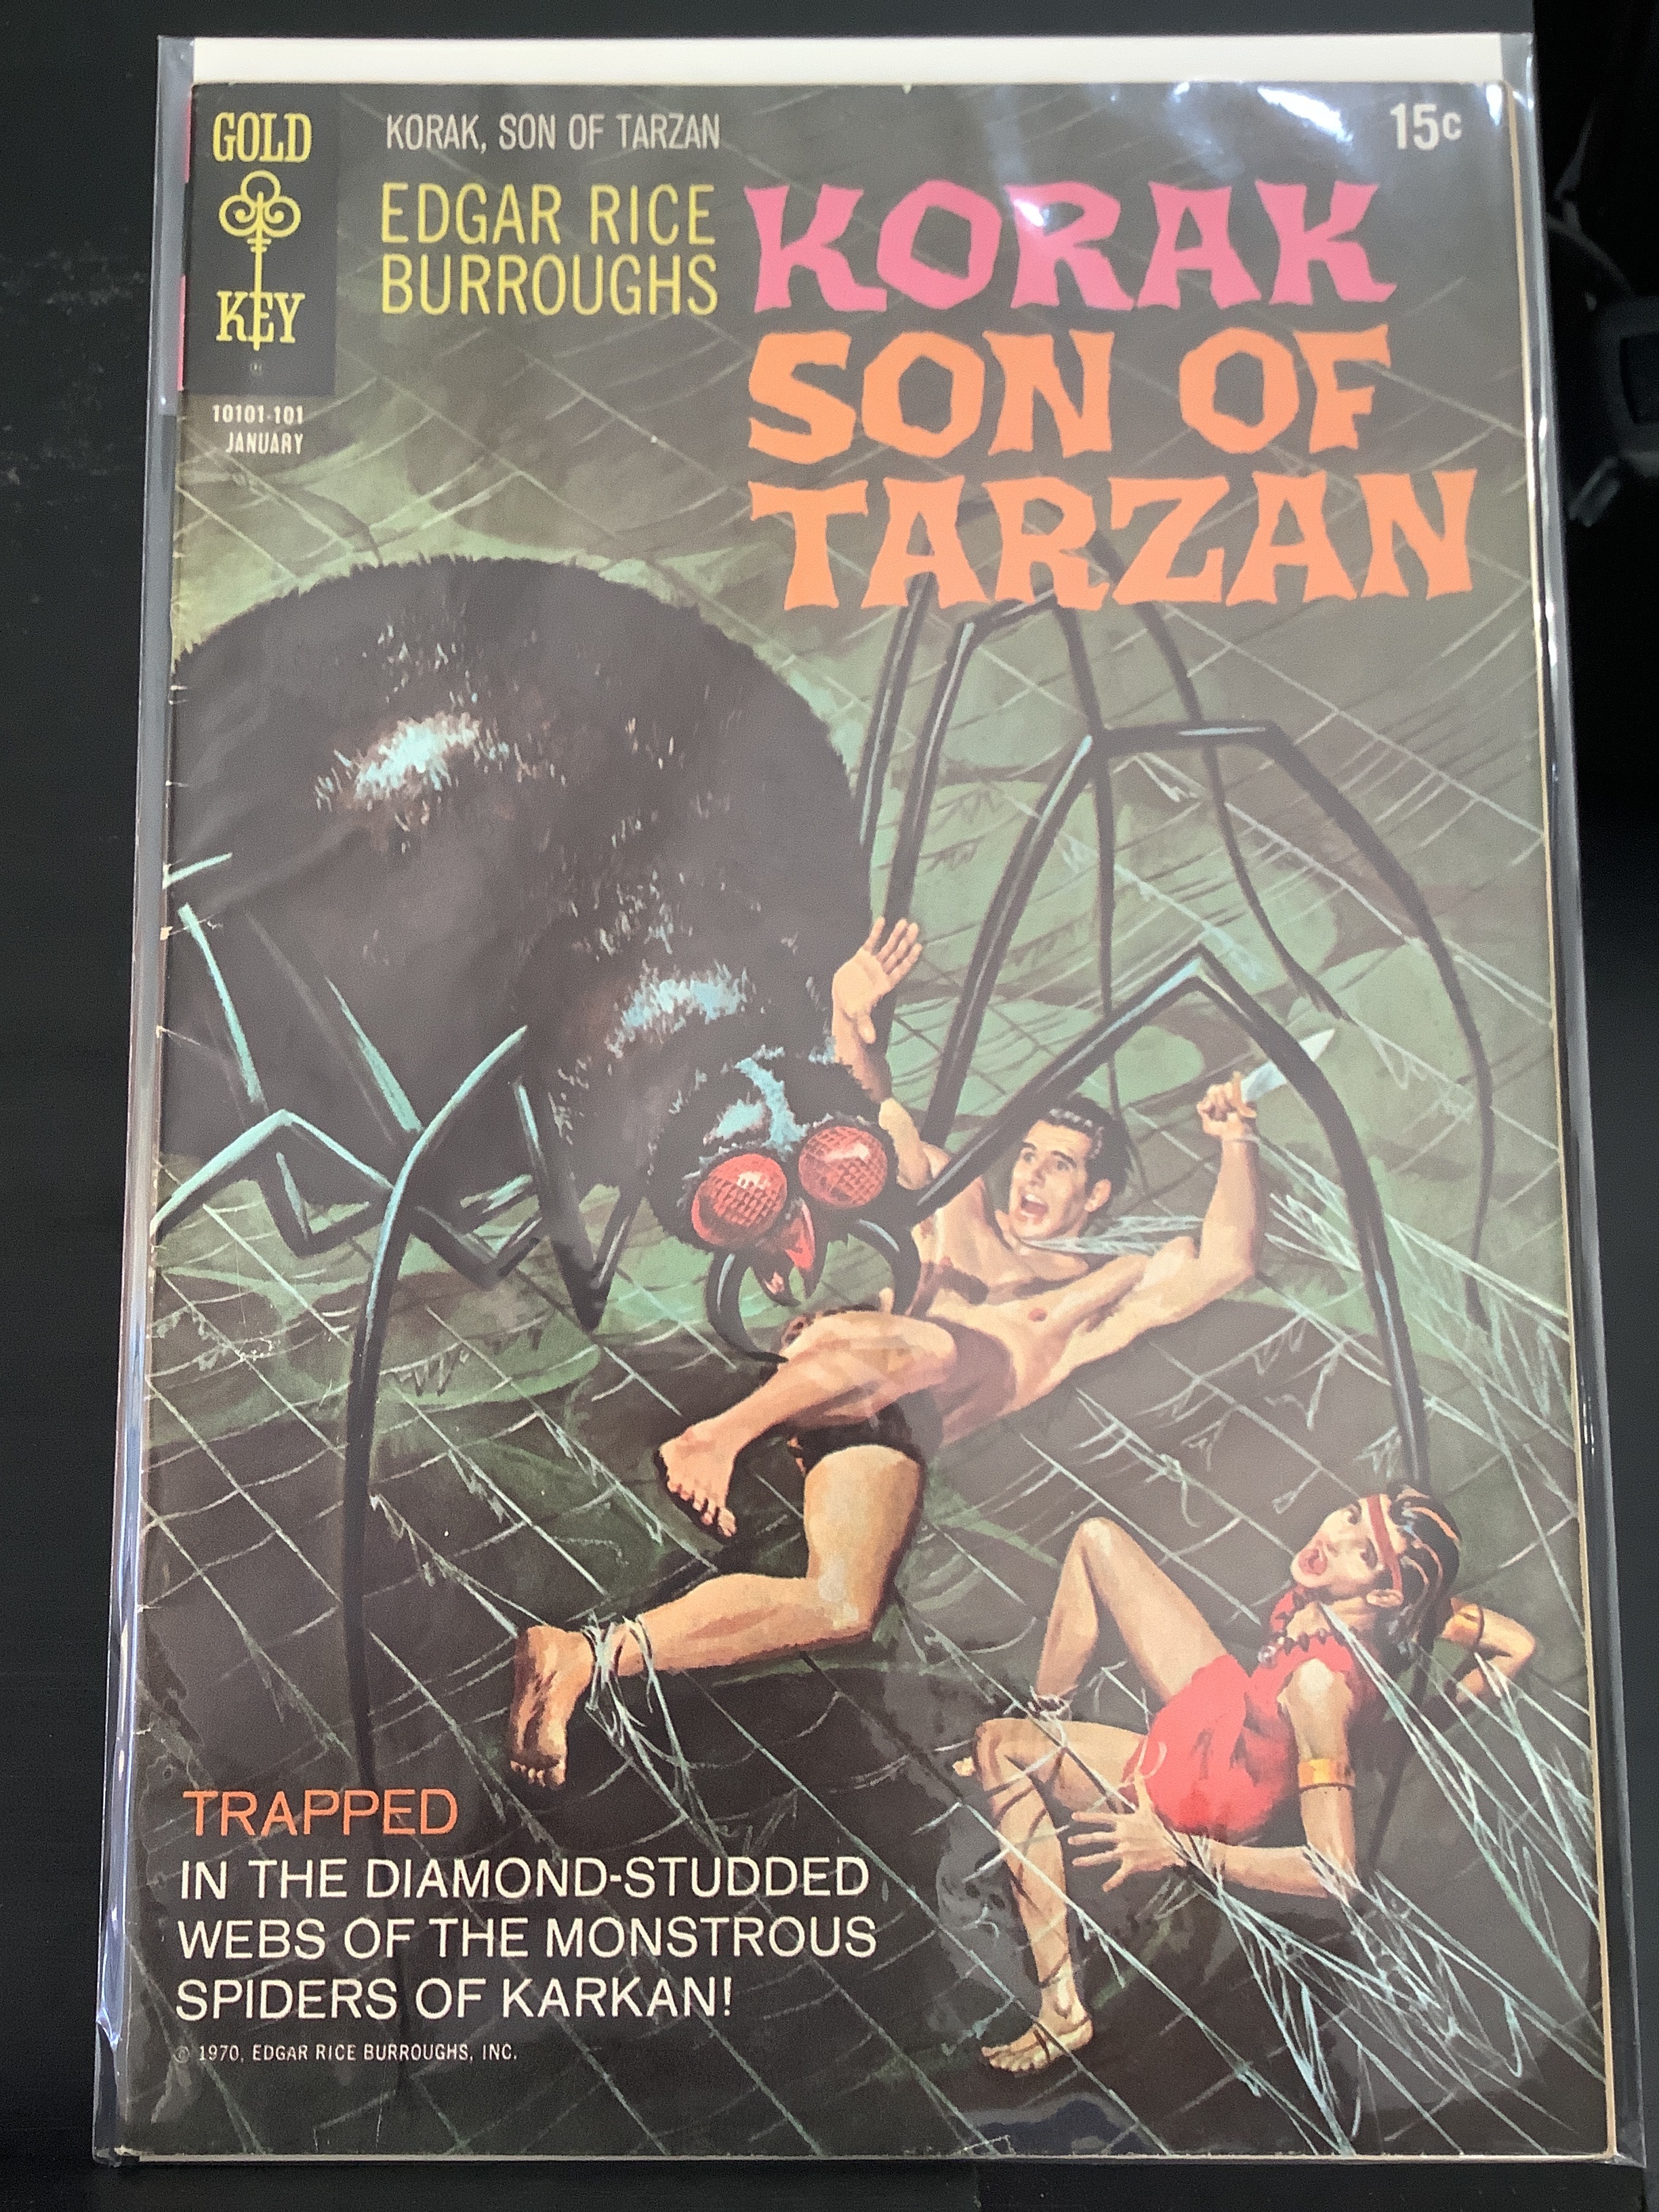 GOLD
KEY
KORAK, SON OF TARZAN
15c
EDGAR RICE
BURROUGHS
KORAK
SON OF
TARZAN
10101-101
JANUARY
TRAPPED
IN THE DIAMOND-STUDDED
WEBS OF THE MONSTROUS
SPIDERS OF KARKAN!
© 1970, EDGAR RICE BURROUGHS, INC.